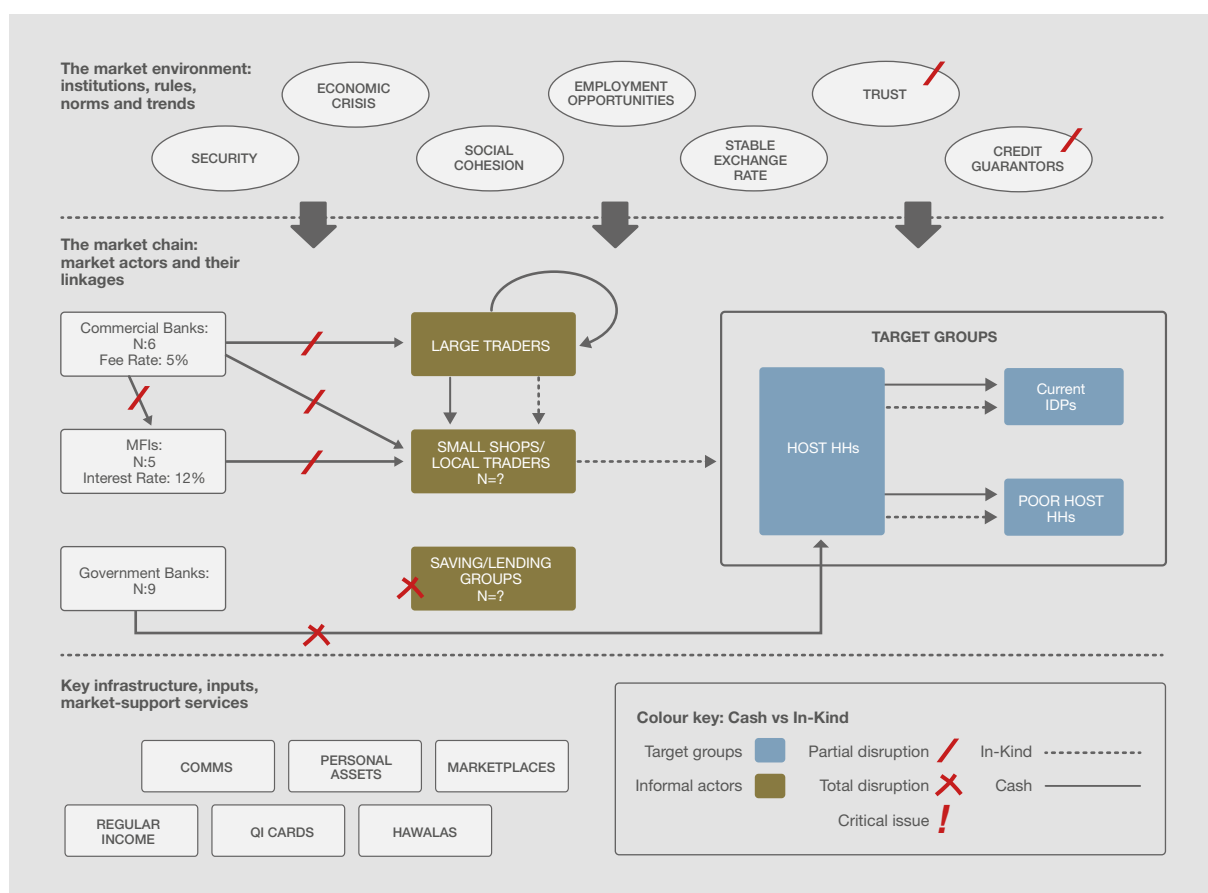 The market environment:
institutions, rules,
norms and trends
ECONOMIC
CRISIS
EMPLOYMENT
OPPORTUNITIES
TRUST
SECURITY
SOCIAL
COHESION
STABLE
EXCHANGE
RATE
CREDIT
GUARANTORS
The market chain:
market actors and their
linkages
Commercial Banks:
N:6
Fee Rate: 5%
LARGE TRADERS
MFIs:
N:5
Interest Rate: 12%
SMALL SHOPS/
LOCAL TRADERS
N=?
Government Banks:
N:9
SAVING/LENDING
GROUPS
N=?
TARGET GROUPS
HOST HHs
Current
IDPs
POOR HOST
HHs
Key infrastructure, inputs,
market-support services
COMMS
PERSONAL
ASSETS
MARKETPLACES
REGULAR
INCOME
QI CARDS
HAWALAS
Colour key: Cash vs In-Kind
Target groups
Partial disruption
In-Kind
Informal actors
Total disruption
Cash
Critical issue